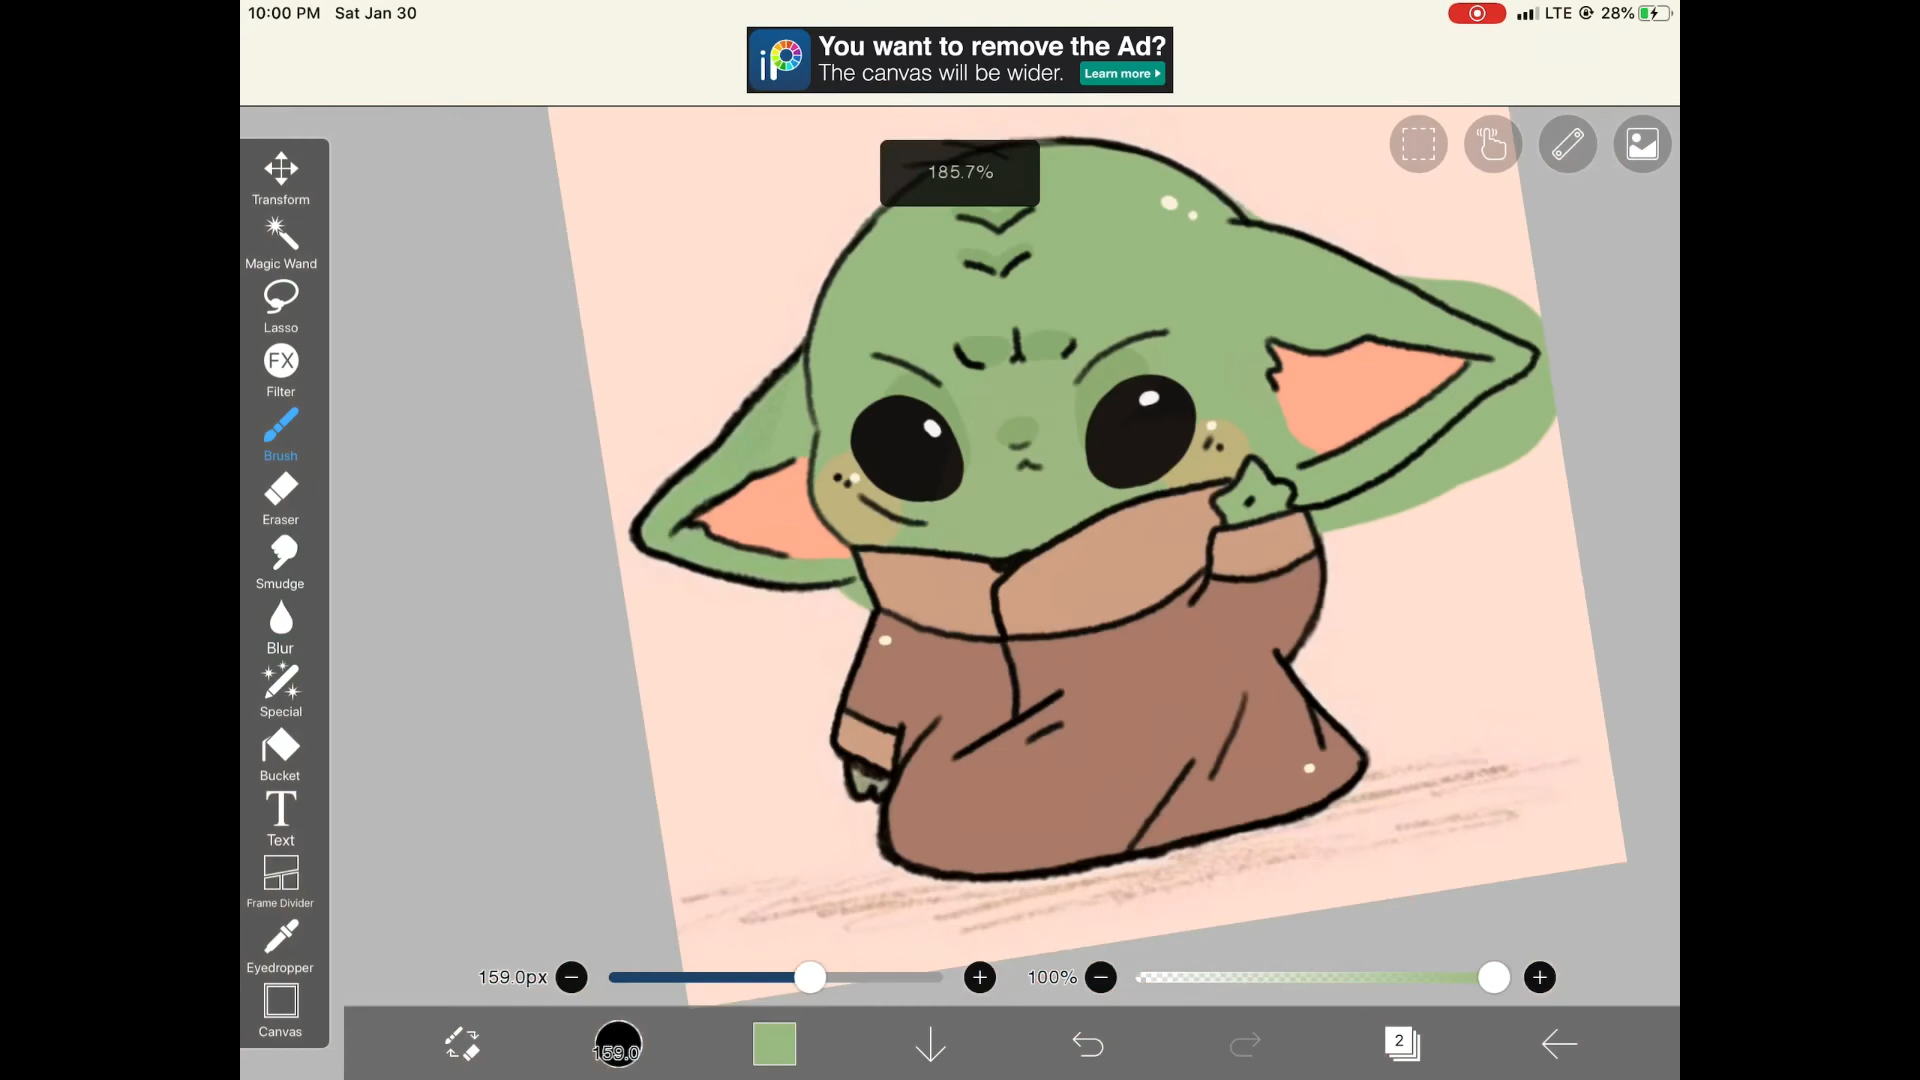 10:00 PM Sat Jan 30
LTE 28%
iP
You want to remove the Ad?
The canvas will be wider.
Learn more
185.7%
Transform
Magic Wand
Lasso
FX
Filter
Brush
Eraser
Smudge
Blur
Special
Bucket
T
Text
Frame Divider
Eyedropper
Canvas
159.0px
100%
159.0
2